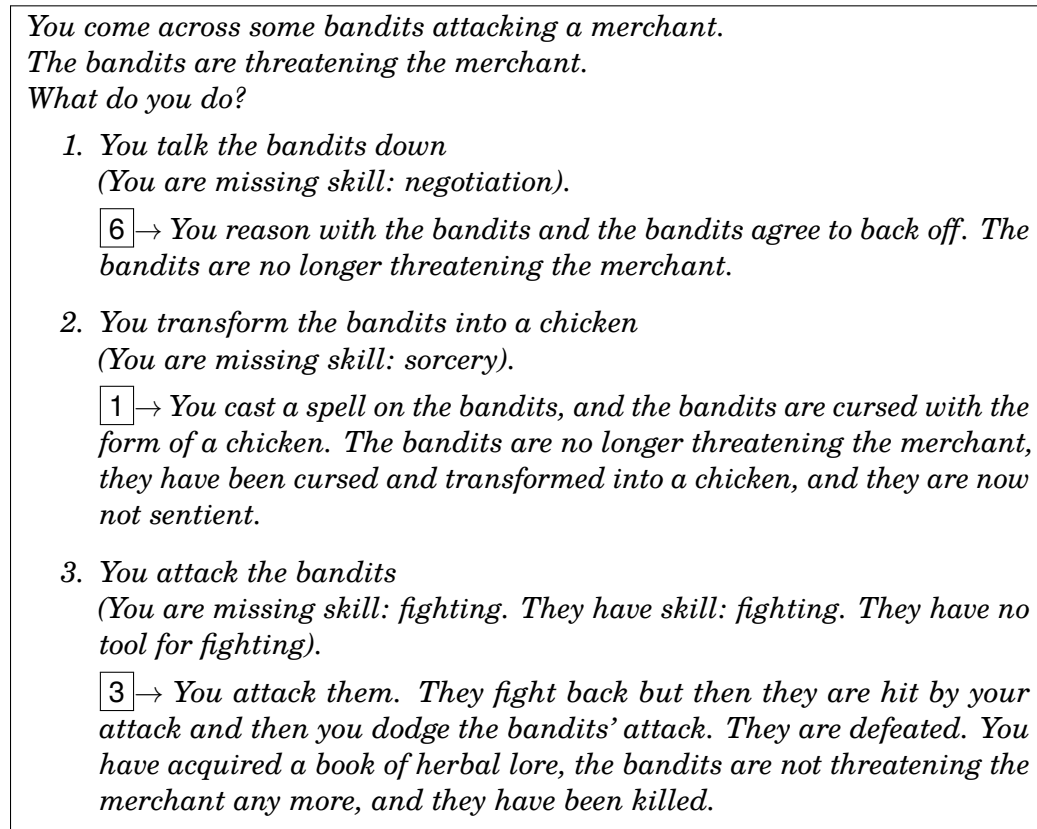 You come across some bandits attacking a merchant.
The bandits are threatening the merchant.
What do you do?
1. You talk the bandits down
(You are missing skill: negotiation).
6 → You reason with the bandits and the bandits agree to back off. The
bandits are no longer threatening the merchant.
2. You transform the bandits into a chicken
(You are missing skill: sorcery).
1 → You cast a spell on the bandits, and the bandits are cursed with the
form of a chicken. The bandits are no longer threatening the merchant,
they have been cursed and transformed into a chicken, and they are now
not sentient.
3. You attack the bandits
(You are missing skill: fighting. They have skill: fighting. They have no
tool for fighting).
3 → You attack them. They fight back but then they are hit by your
attack and then you dodge the bandits’ attack. They are defeated. You
have acquired a book of herbal lore, the bandits are not threatening the
merchant any more, and they have been killed.